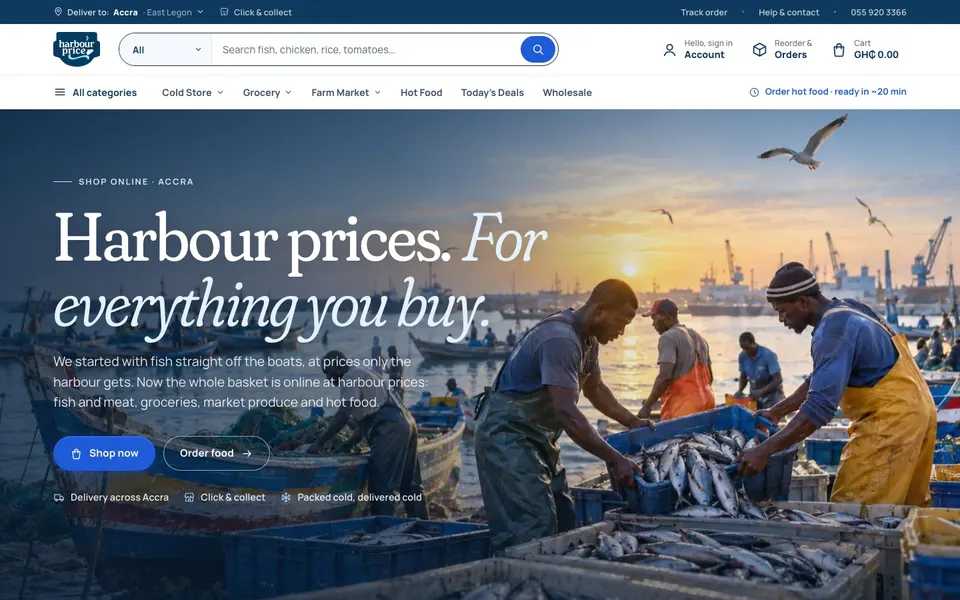 Deliver to: Accra · East Legon
Click & collect
Track order
Help & contact
055 920 3366
harbour
price
All
Search fish, chicken, rice, tomatoes...
Hello, sign in
Account
Reorder &
Orders
Cart
GH₵0.00
All categories
Cold Store
Grocery
Farm Market
Hot Food
Today's Deals
Wholesale
Order hot food · ready in ~20 min
SHOP ONLINE · ACCRA
Harbour prices. For
everything you buy.
We started with fish straight off the boats, at prices only the
harbour gets. Now the whole basket is online at harbour prices:
fish and meat, groceries, market produce and hot food.
Shop now
Order food →
Delivery across Accra
Click & collect
Packed cold, delivered cold